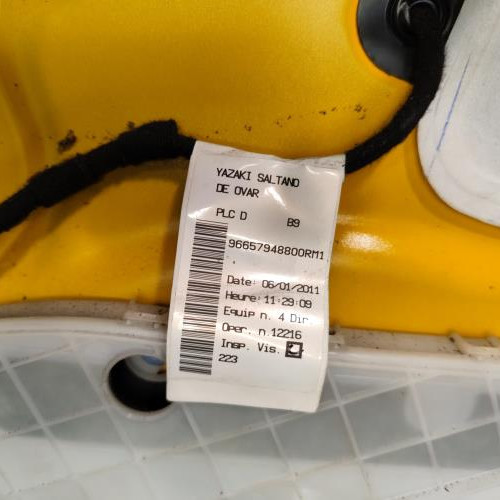 YAZAKI SALTANO
DE OVAR
PLC D B9
96657948800RM1
Date: 06/01/2011
Heure: 11:29:09
Equip n. 4 Dir.
Oper. n.12216
Insp. Vis.
223